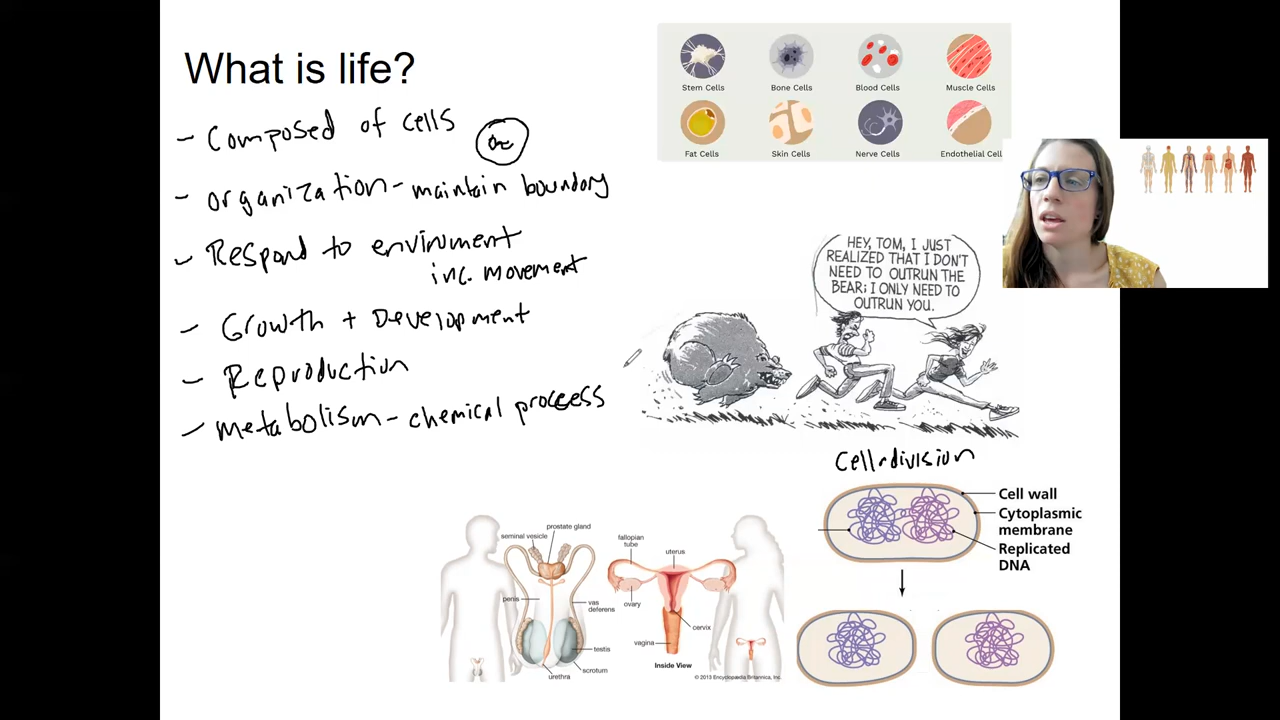 What is life?
- Composed of cells
- organization - maintain boundary
- Respond to envirnment
inc. movement
- Growth + Development
- Reproduction
- metabolism - chemical process
Stem Cells
Bone Cells
Blood Cells
Muscle Cells
Fat Cells
Skin Cells
Nerve Cells
Endothelial Cell
HEY, TOM, I JUST
REALIZED THAT I DON'T
NEED TO OUTRUN THE
BEAR; I ONLY NEED TO
OUTRUN YOU.
Cell division
Cell wall
Cytoplasmic
membrane
Replicated
DNA
prostate gland
seminal vesicle
penis
vas
deferens
testis
scrotum
urethra
fallopian
tube
uterus
ovary
cervix
vagina
Inside View
© 2013 Encyclopædia Britannica, Inc.